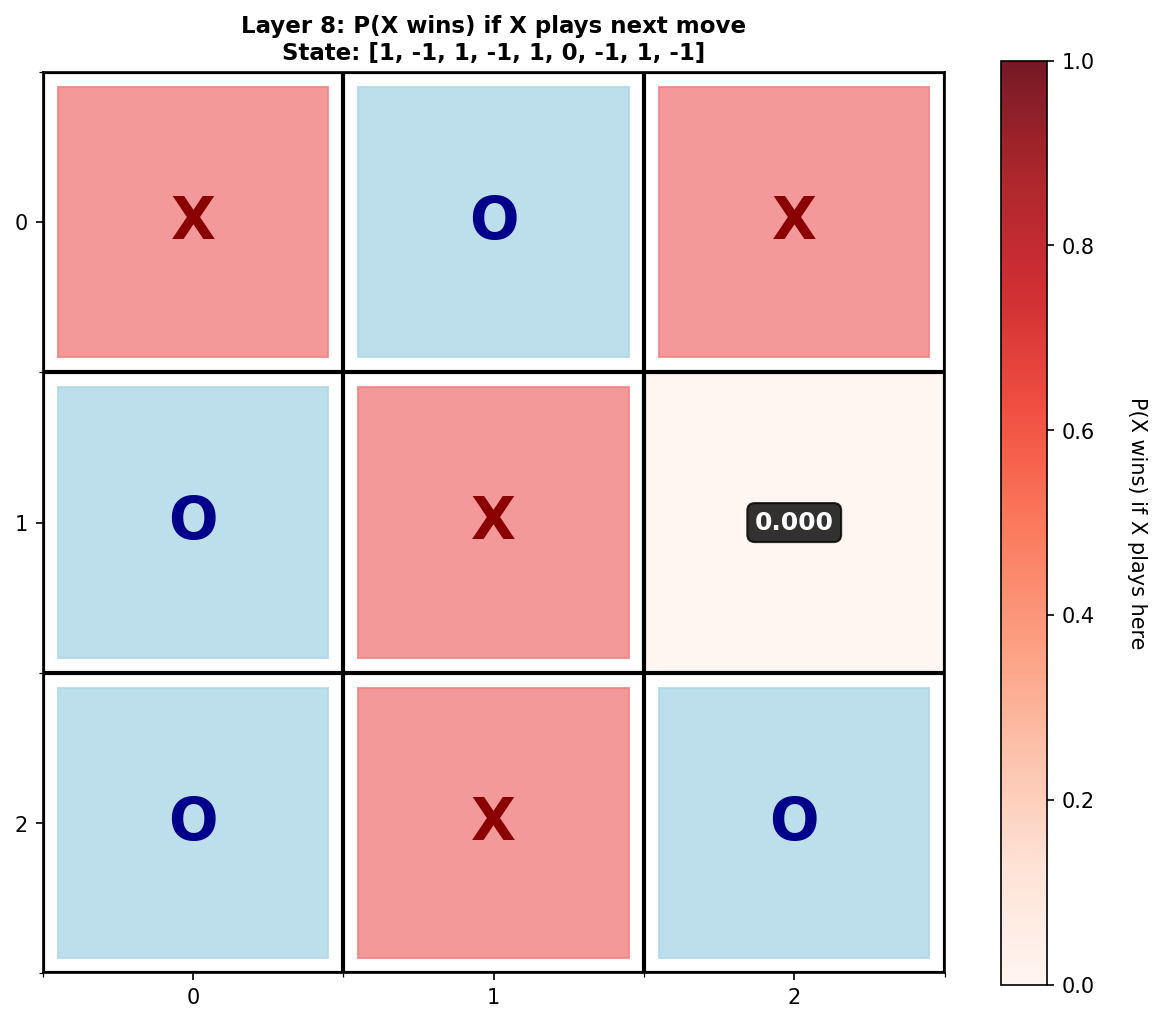 Layer 8: P(X wins) if X plays next move
State: [1, -1, 1, -1, 1, 0, -1, 1, -1]
1.0
0.8
0.6
0.4
0.2
0.0
P(X wins) if X plays here
0
X
O
X
1
O
X
0.000
2
O
X
O
0
1
2